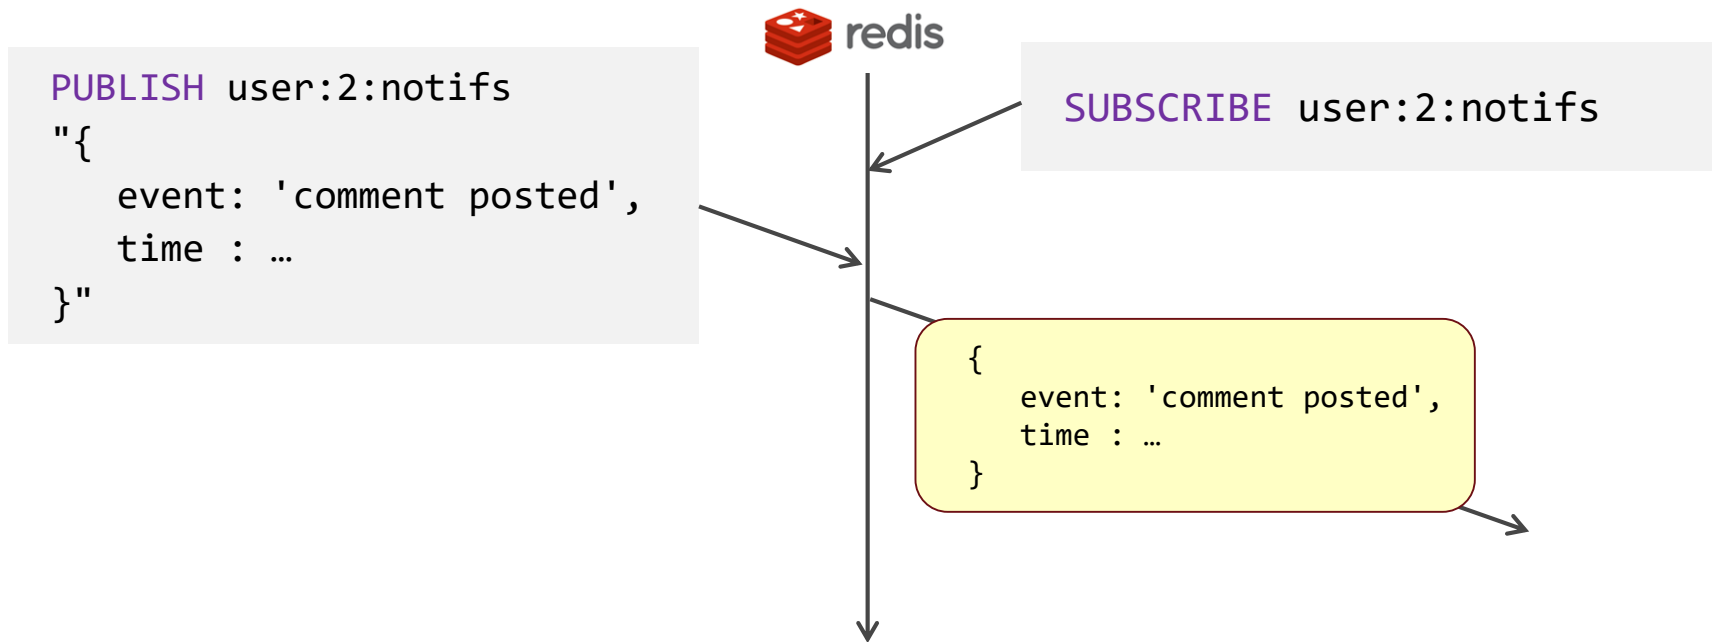 redis
PUBLISH user:2:notifs
"{
event: 'comment posted',
time : …
}"
SUBSCRIBE user:2:notifs
{
event: 'comment posted',
time : …
}